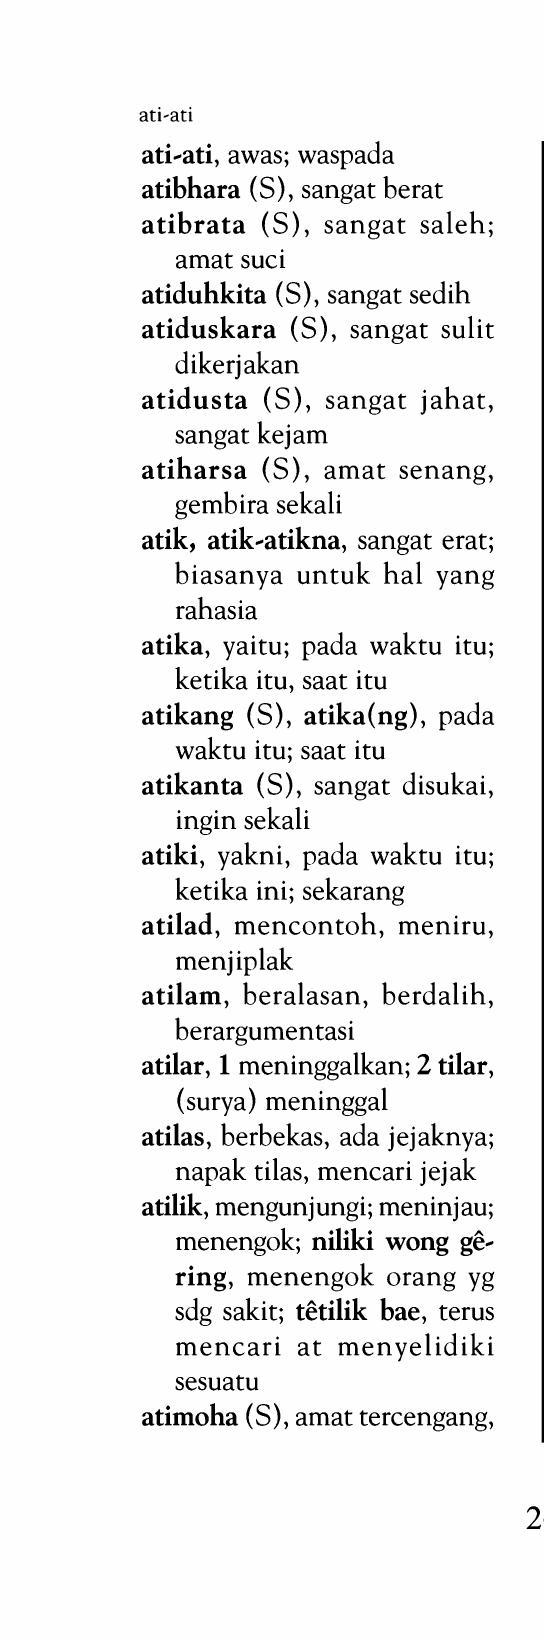 ati-ati
ati-ati, awas; waspada
atibhara (S), sangat berat
atibrata (S), sangat saleh;
amat suci
atiduhkita (S), sangat sedih
atiduskara (S), sangat sulit
dikerjakan
atidusta (S), sangat jahat,
sangat kejam
atiharsa (S), amat senang,
gembira sekali
atik, atik-atikna, sangat erat;
biasanya untuk hal yang
rahasia
atika, yaitu; pada waktu itu;
ketika itu, saat itu
atikang (S), atika(ng), pada
waktu itu; saat itu
atikanta (S), sangat disukai,
ingin sekali
atiki, yakni, pada waktu itu;
ketika ini; sekarang
atilad, mencontoh, meniru,
menjiplak
atilam, beralasan, berdalih,
berargumentasi
atilar, 1 meninggalkan; 2 tilar,
(surya) meninggal
atilas, berbekas, ada jejaknya;
napak tilas, mencari jejak
atilik, mengunjungi; meninjau;
menengok; niliki wong gê-
ring, menengok orang yg
sdg sakit; têtilik bae, terus
mencari at menyelidiki
sesuatu
atimoha (S), amat tercengang,
2